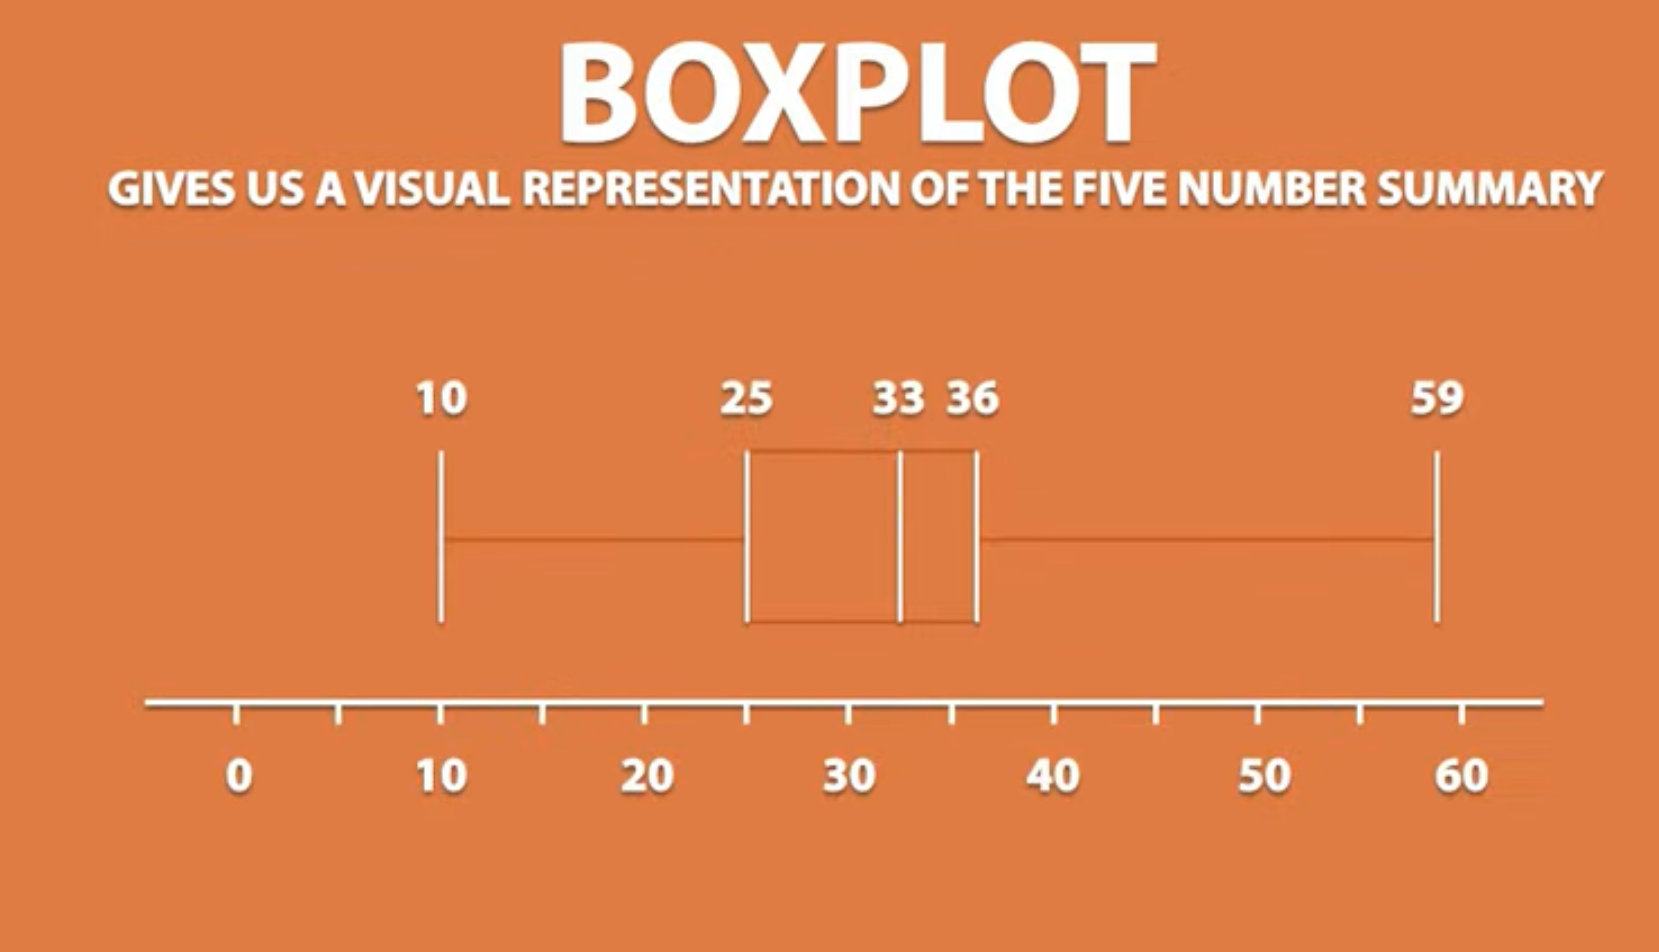 BOXPLOT
GIVES US A VISUAL REPRESENTATION OF THE FIVE NUMBER SUMMARY
10 25 33 36 59
0 10 20 30 40 50 60